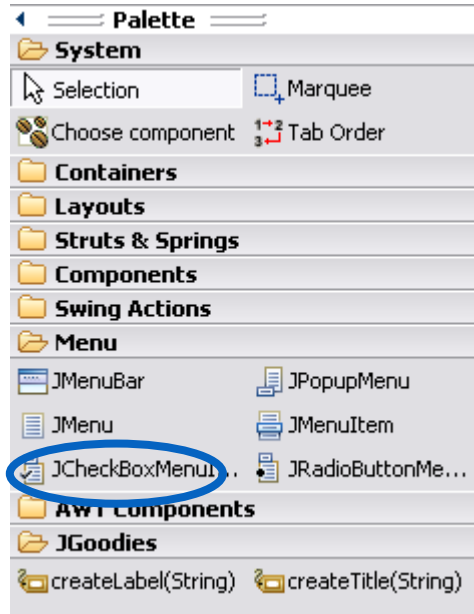 Palette
System
Selection Marquee
Choose component Tab Order
Containers
Layouts
Struts & Springs
Components
Swing Actions
Menu
JMenuBar JPopupMenu
JMenu JMenuItem
JCheckBoxMenuI... JRadioButtonMe...
AWT Components
JGoodies
createLabel(String) createTitle(String)